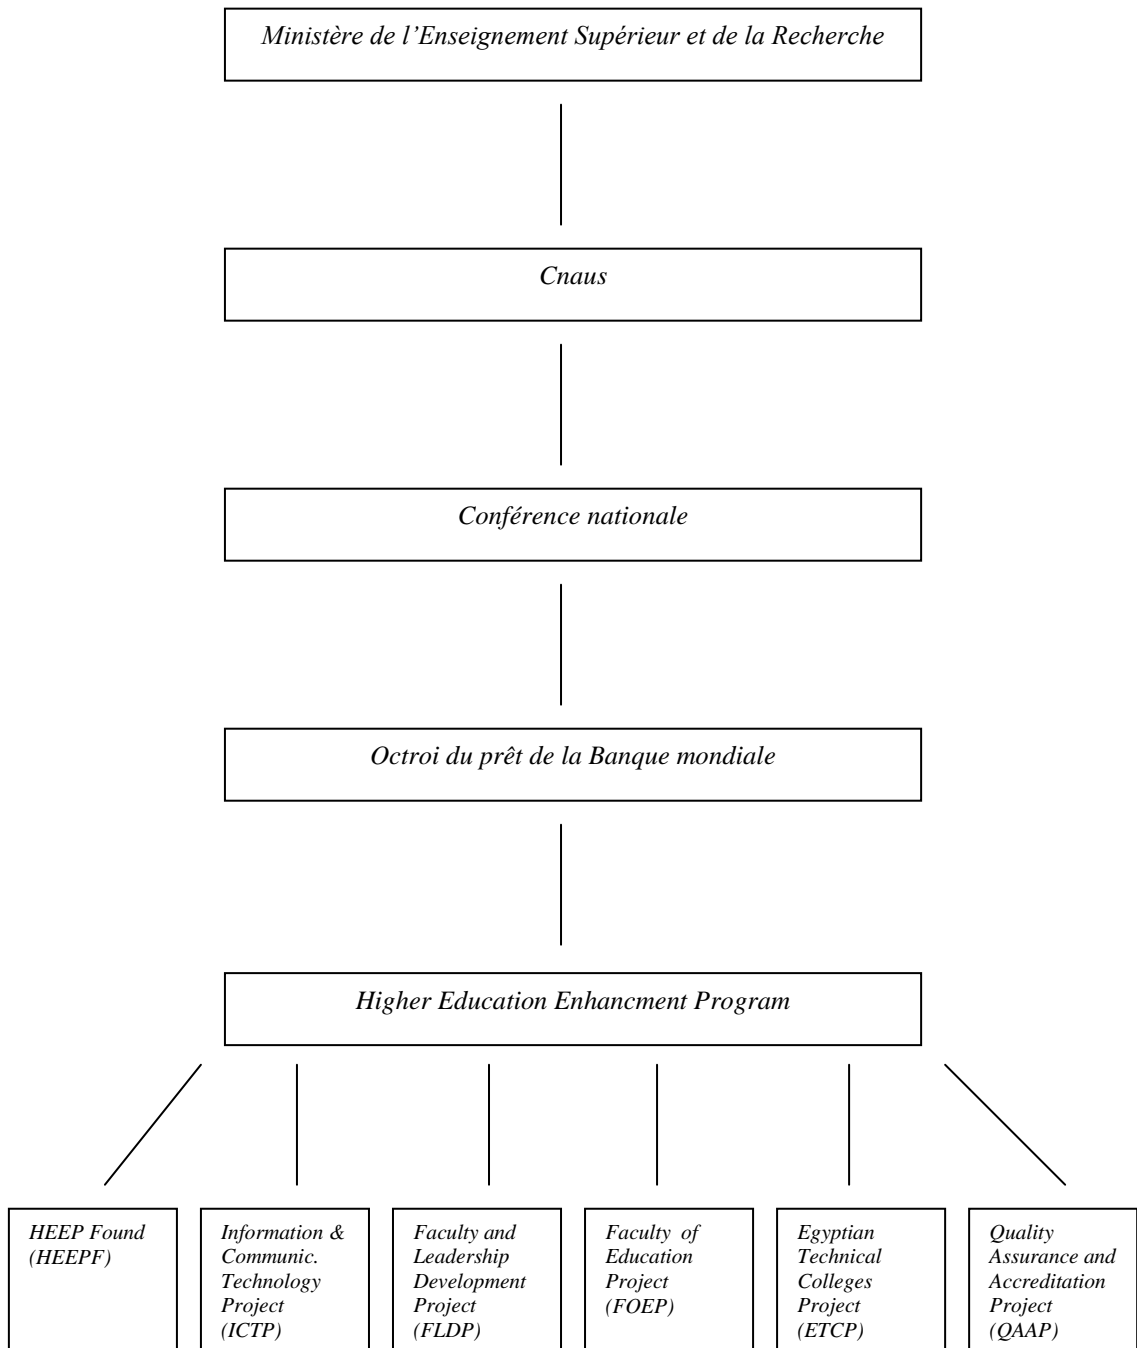 Ministère de l’Enseignement Supérieur et de la Recherche
Cnaus
Conférence nationale
Octroi du prêt de la Banque mondiale
Higher Education Enhancment Program
HEEP Found
(HEEPF)
Information &
Communic.
Technology
Project
(ICTP)
Faculty and
Leadership
Development
Project
(FLDP)
Faculty of
Education
Project
(FOEP)
Egyptian
Technical
Colleges
Project
(ETCP)
Quality
Assurance and
Accreditation
Project
(QAAP)